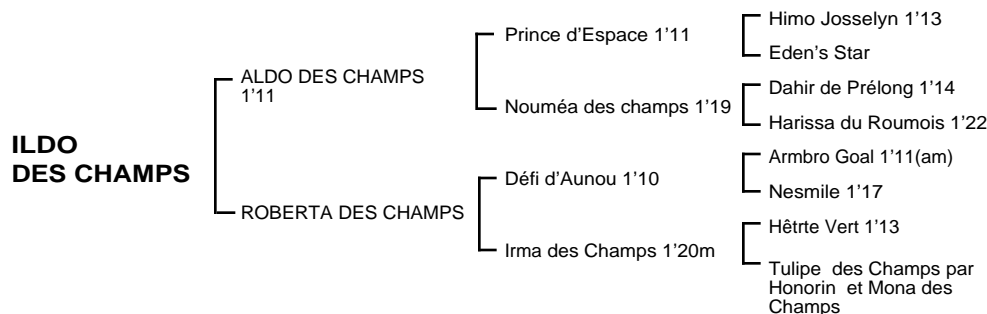 ILDO
DES CHAMPS
ALDO DES CHAMPS
1’11
ROBERTA DES CHAMPS
Prince d’Espace 1’11
Nouméa des champs 1’19
Défi d’Aunou 1’10
Irma des Champs 1’20m
Himo Josselyn 1’13
Eden’s Star
Dahir de Prélong 1’14
Harissa du Roumois 1’22
Armbro Goal 1’11(am)
Nesmile 1’17
Hêtrte Vert 1’13
Tulipe des Champs par
Honorin et Mona des
Champs